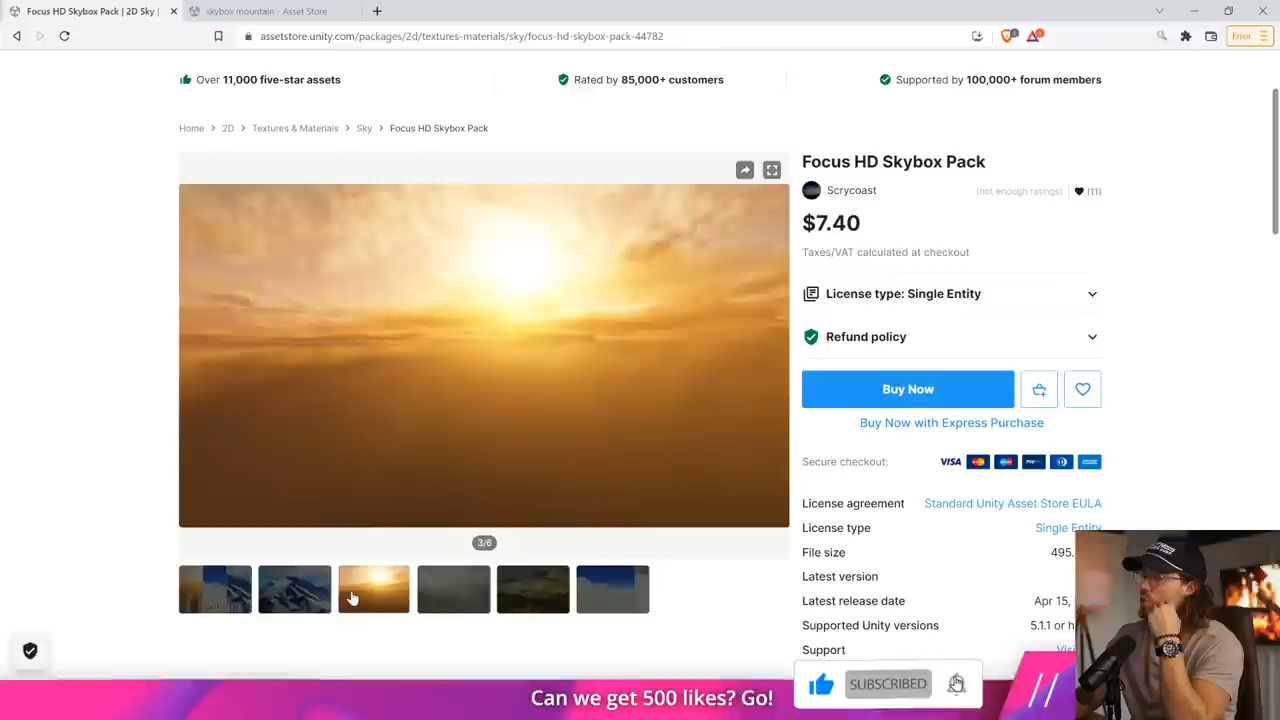 Focus HD Skybox Pack | 2D Sky |
skybox mountain - Asset Store
assetstore.unity.com/packages/2d/textures-materials/sky/focus-hd-skybox-pack-44782
Error
Over 11,000 five-star assets
Rated by 85,000+ customers
Supported by 100,000+ forum members
Home > 2D > Textures & Materials > Sky > Focus HD Skybox Pack
Focus HD Skybox Pack
Scrycoast
(not enough ratings)
(11)
$7.40
Taxes/VAT calculated at checkout
License type: Single Entity
Refund policy
Buy Now
Buy Now with Express Purchase
Secure checkout:
VISA
License agreement
Standard Unity Asset Store EULA
License type
Single Entity
File size
495.
Latest version
Latest release date
Apr 15,
Supported Unity versions
5.1.1 or h
Support
3/6
Can we get 500 likes? Go!
SUBSCRIBED
//